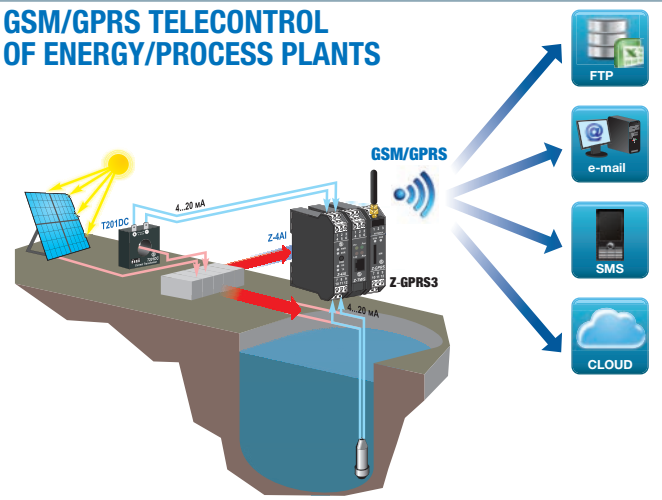 GSM/GPRS TELECONTROL
OF ENERGY/PROCESS PLANTS
FTP
GSM/GPRS
e-mail
4...20 mA
T201DC
Z-4AI
SMS
Z-GPRS3
4...20 mA
CLOUD